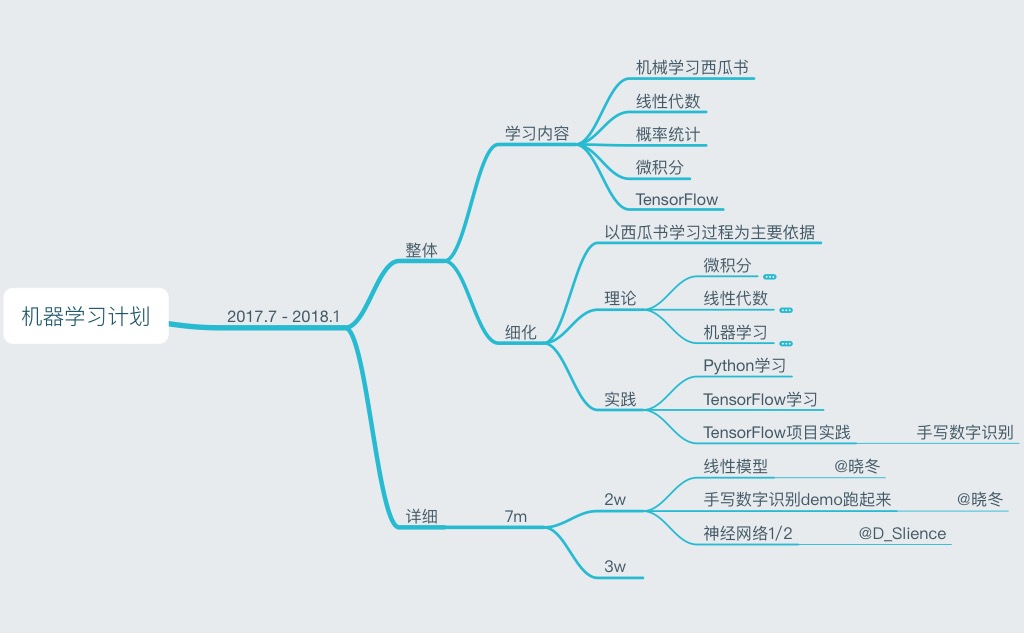 机器学习计划
2017.7 - 2018.1
整体
学习内容
机械学习西瓜书
线性代数
概率统计
微积分
TensorFlow
细化
以西瓜书学习过程为主要依据
理论
微积分
线性代数
机器学习
实践
Python学习
TensorFlow学习
TensorFlow项目实践
手写数字识别
详细
7m
2w
线性模型
@晓冬
手写数字识别demo跑起来
@晓冬
神经网络1/2
@D_Slience
3w